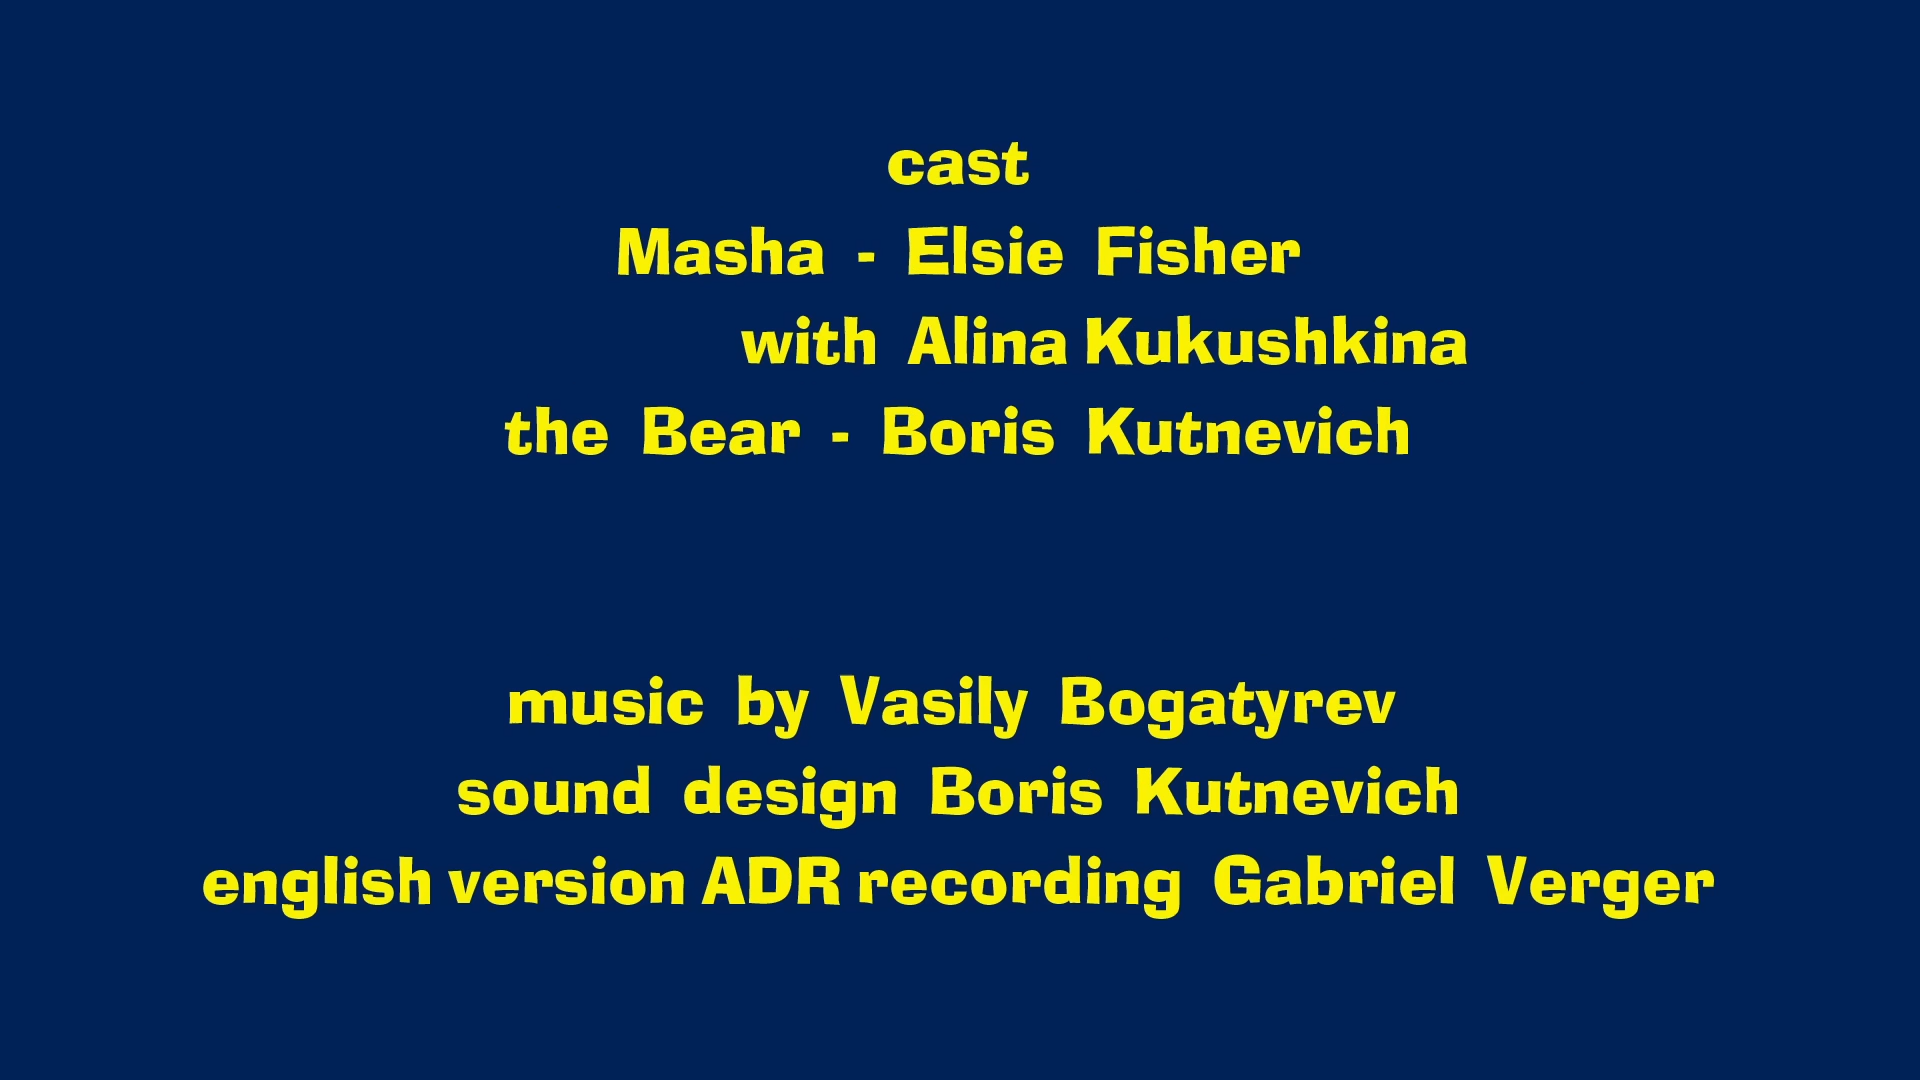 cast
Masha - Elsie Fisher
with Alina Kukushkina
the Bear - Boris Kutnevich
music by Vasily Bogatyrev
sound design Boris Kutnevich
english version ADR recording Gabriel Verger